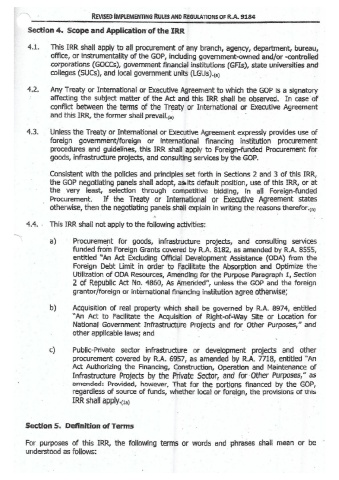 REVISED IMPLEMENTING RULES AND REGULATIONS OF R.A. 9184
Section 4. Scope and Application of the IRR
4.1. This IRR shall apply to all procurement of any branch, agency, department, bureau,
office, or instrumentality of the GOP, including government-owned and/or -controlled
corporations (GOCCs), government financial institutions (GFIs), state universities and
colleges (SUCs), and local government units (LGUs).(a)
4.2. Any Treaty or International or Executive Agreement to which the GOP is a signatory
affecting the subject matter of the Act and this IRR shall be observed. In case of
conflict between the terms of the Treaty or International or Executive Agreement
and this IRR, the former shall prevail.(a)
4.3. Unless the Treaty or International or Executive Agreement expressly provides use of
foreign government/foreign or international financing institution procurement
procedures and guidelines, this IRR shall apply to Foreign-funded Procurement for
goods, infrastructure projects, and consulting services by the GOP.
Consistent with the policies and principles set forth in Sections 2 and 3 of this IRR,
the GOP negotiating panels shall adopt, as its default position, use of this IRR, or at
the very least, selection through competitive bidding, in all Foreign-funded
Procurement. If the Treaty or International or Executive Agreement states
otherwise, then the negotiating panels shall explain in writing the reasons therefor.(n)
4.4. This IRR shall not apply to the following activities:
a) Procurement for goods, infrastructure projects, and consulting services
funded from Foreign Grants covered by R.A. 8182, as amended by R.A. 8555,
entitled "An Act Excluding Official Development Assistance (ODA) from the
Foreign Debt Limit in order to Facilitate the Absorption and Optimize the
Utilization of ODA Resources, Amending for the Purpose Paragraph 1, Section
2 of Republic Act No. 4860, As Amended", unless the GOP and the foreign
grantor/foreign or international financing institution agree otherwise;
b) Acquisition of real property which shall be governed by R.A. 8974, entitled
"An Act to Facilitate the Acquisition of Right-of-Way Site or Location for
National Government Infrastructure Projects and for Other Purposes," and
other applicable laws; and
c) Public-Private sector infrastructure or development projects and other
procurement covered by R.A. 6957, as amended by R.A. 7718, entitled "An
Act Authorizing the Financing, Construction, Operation and Maintenance of
Infrastructure Projects by the Private Sector, and for Other Purposes," as
amended: Provided, however, That for the portions financed by the GOP,
regardless of source of funds, whether local or foreign, the provisions of this
IRR shall apply.(a)
Section 5. Definition of Terms
For purposes of this IRR, the following terms or words and phrases shall mean or be
understood as follows: